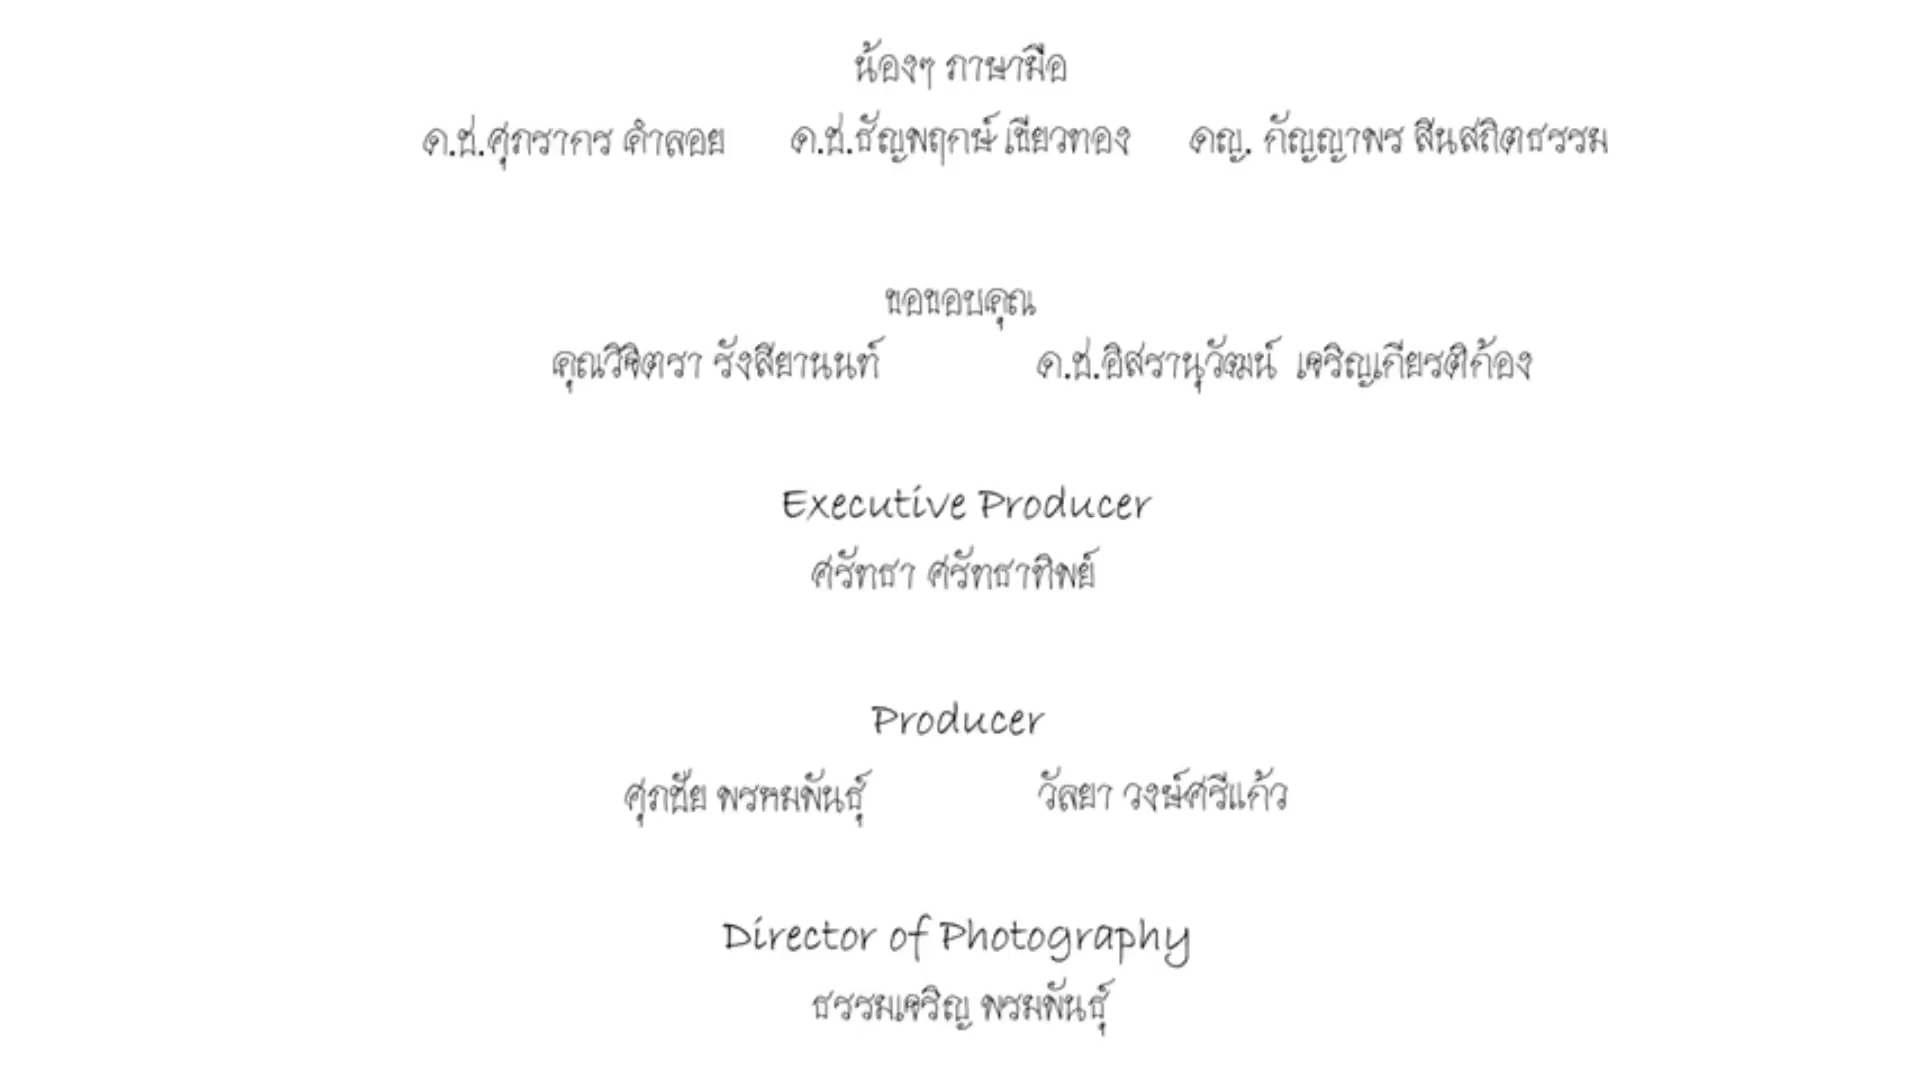 น้องๆ ภาษามือ
ด.ช.ศุภรากร คำลอย ด.ช.ธัญพฤกษ์ เขียวทอง ดญ. กัญญาพร สินสถิตธรรม
ขอขอบคุณ
คุณวิจิตรา รังสียานนท์ ด.ช.อิสรานุวัฒน์ เจริญเกียรติก้อง
Executive Producer
ศรัทธา ศรัทธาทิพย์
Producer
ศุภชัย พรหมพันธุ์ วัลยา วงษ์ศรีแก้ว
Director of Photography
ธรรมเจริญ พรมพันธุ์